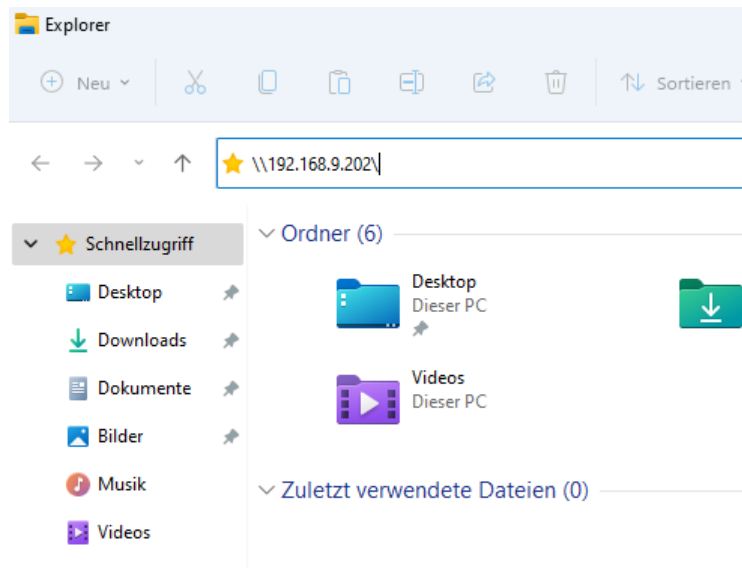 Explorer
Neu
Sortieren
\\192.168.9.202\
Schnellzugriff
Desktop
Downloads
Dokumente
Bilder
Musik
Videos
Ordner (6)
Desktop
Dieser PC
Videos
Dieser PC
Zuletzt verwendete Dateien (0)